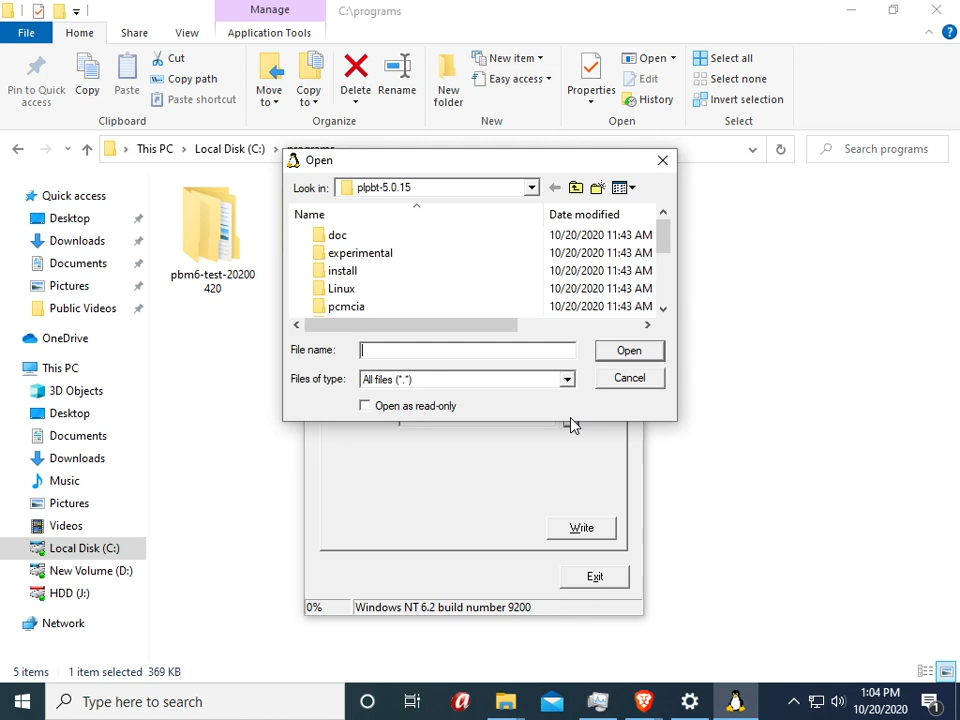 Manage
C:\programs
File
Home
Share
View
Application Tools
Pin to Quick access
Copy
Paste
Cut
Copy path
Paste shortcut
Move to
Copy to
Delete
Rename
New folder
New item
Easy access
Properties
Open
Edit
History
Select all
Select none
Invert selection
Clipboard
Organize
New
Open
Select
This PC
Local Disk (C:)
Search programs
Quick access
Desktop
Downloads
Documents
Pictures
Public Videos
OneDrive
This PC
3D Objects
Desktop
Documents
Downloads
Music
Pictures
Videos
Local Disk (C:)
New Volume (D:)
HDD (J:)
Network
pbm6-test-20200
420
Open
Look in:
plpbt-5.0.15
Name
Date modified
doc
10/20/2020 11:43 AM
experimental
10/20/2020 11:43 AM
install
10/20/2020 11:43 AM
Linux
10/20/2020 11:43 AM
pcmcia
10/20/2020 11:43 AM
File name:
Open
Files of type:
All files (*.*)
Cancel
Open as read-only
Write
Exit
0%
Windows NT 6.2 build number 9200
5 items
1 item selected 369 KB
Type here to search
1:04 PM
10/20/2020
1